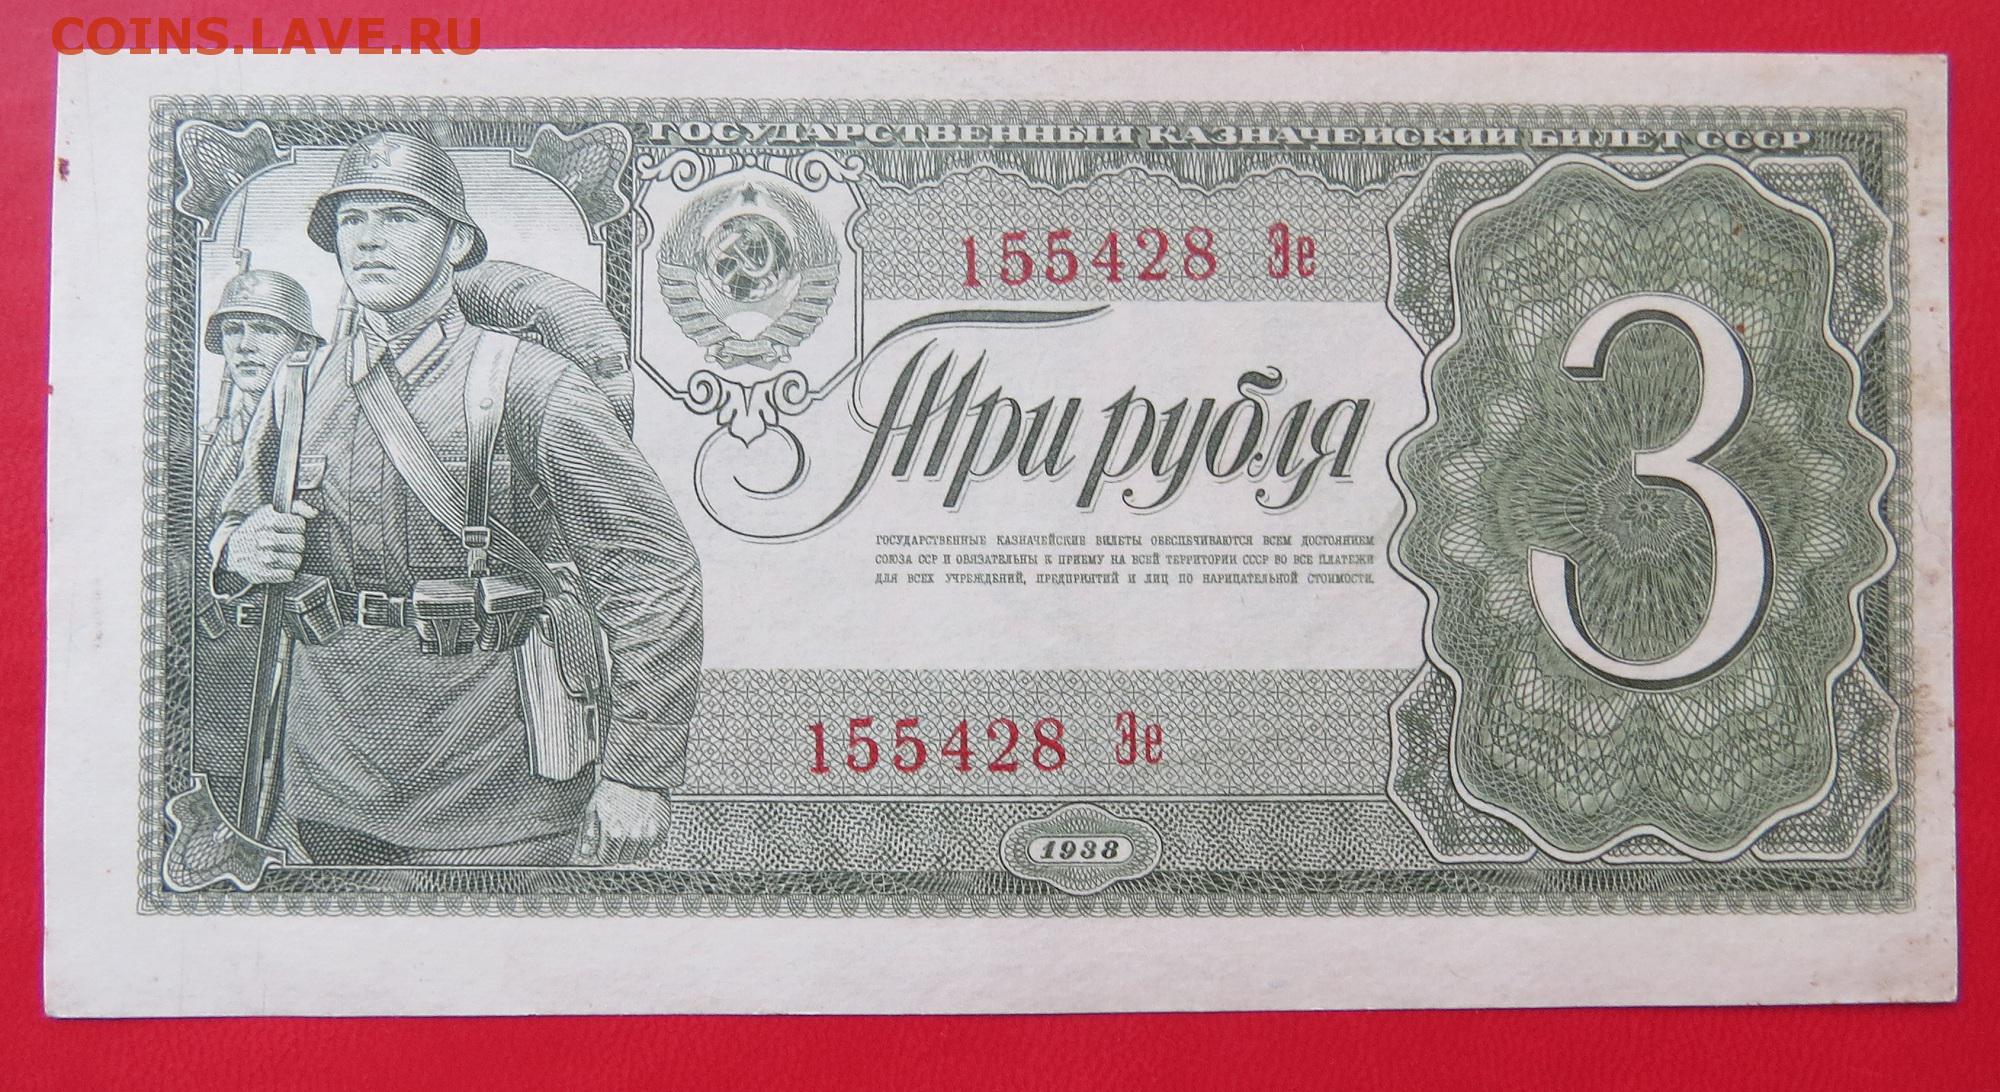 COINS.LAVE.RU
ГОСУДАРСТВЕННЫЙ КАЗНАЧЕЙСКИЙ БИЛЕТ СССР
155428 Эе
Три рубля
3
ГОСУДАРСТВЕННЫЕ КАЗНАЧЕЙСКИЕ БИЛЕТЫ ОБЕСПЕЧИВАЮТСЯ ВСЕМ ДОСТОЯНИЕМ
СОЮЗА ССР И ОБЯЗАТЕЛЬНЫ К ПРИЕМУ НА ВСЕЙ ТЕРРИТОРИИ СССР ВО ВСЕ ПЛАТЕЖИ
ДЛЯ ВСЕХ УЧРЕЖДЕНИЙ, ПРЕДПРИЯТИЙ И ЛИЦ ПО НАРИЦАТЕЛЬНОЙ СТОИМОСТИ.
155428 Эе
1938